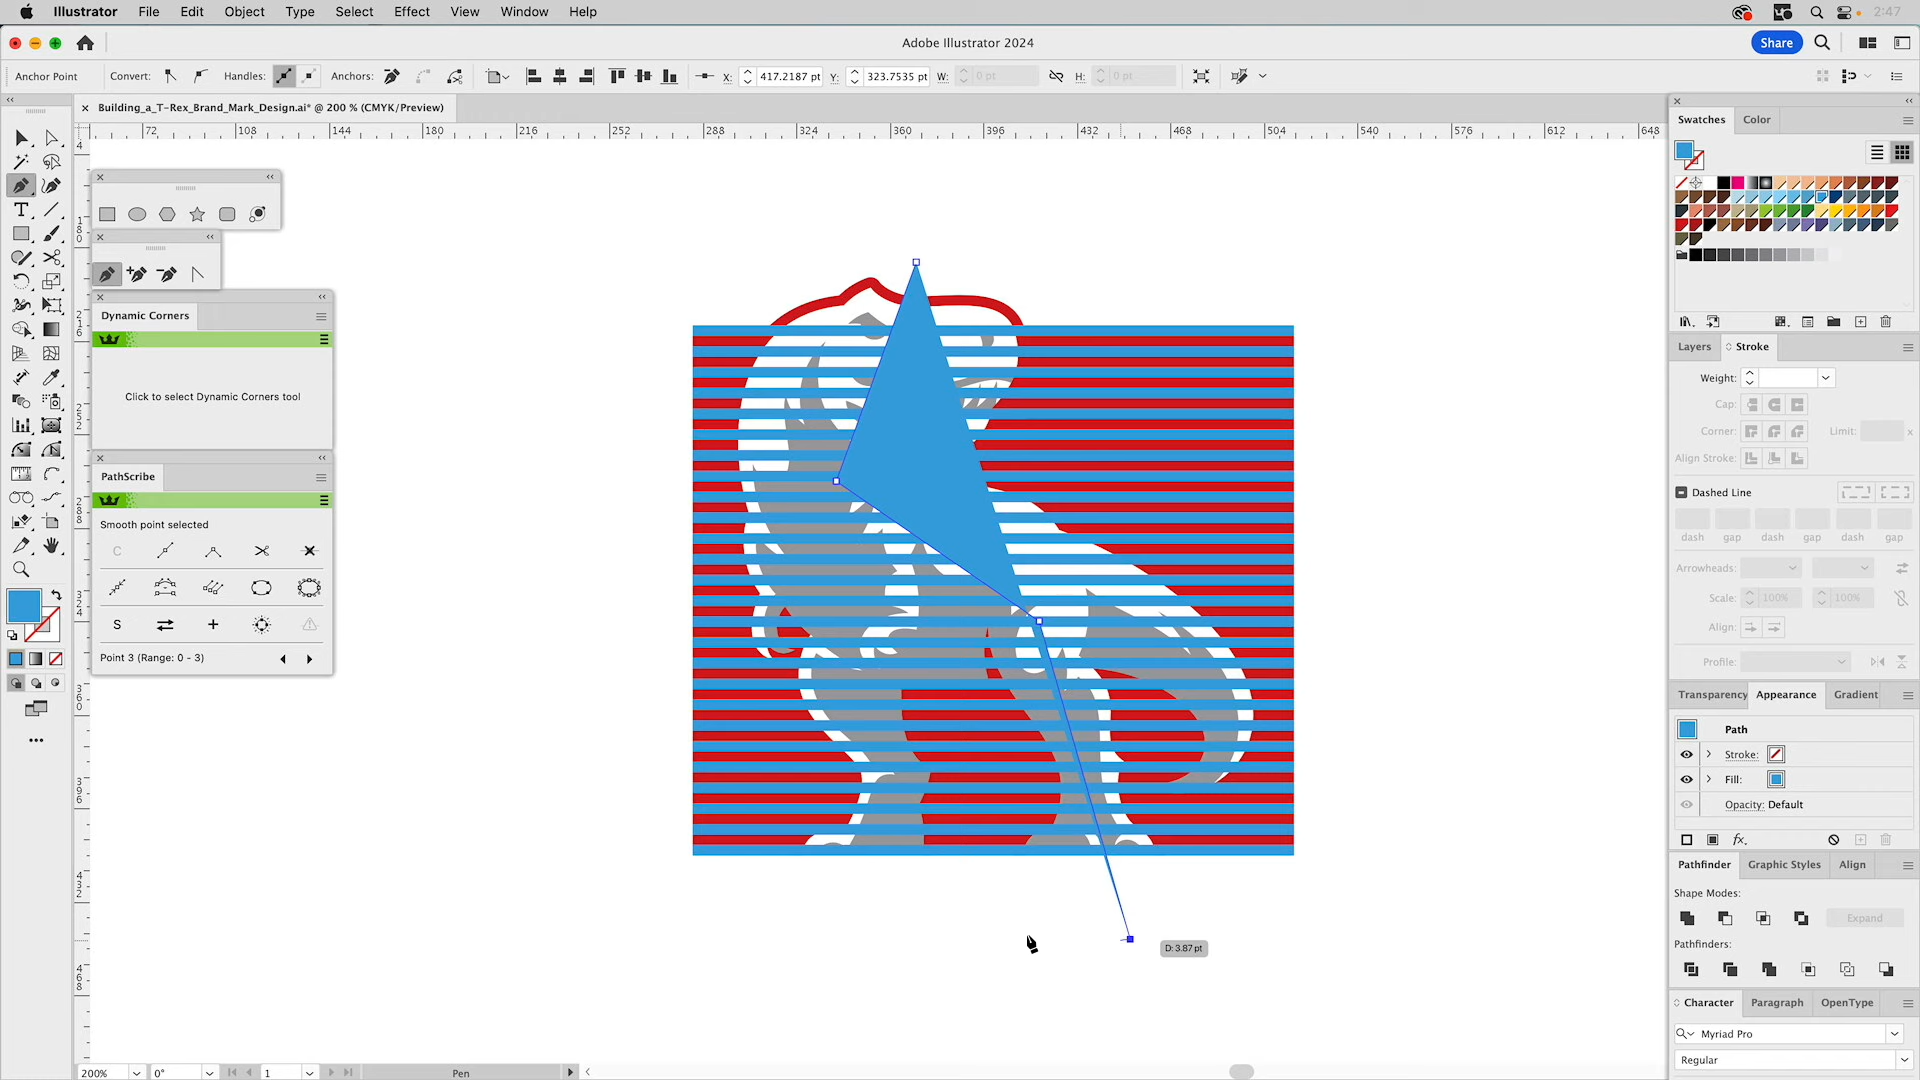 Illustrator File Edit Object Type Select Effect View Window Help 2:47
Adobe Illustrator 2024 Share
Anchor Point Convert: Handles: Anchors: X: 417.2187 pt Y: 323.7535 pt W: 0 pt H: 0 pt
Building_a_T-Rex_Brand_Mark_Design.ai* @ 200 % (CMYK/Preview)
72 108 144 180 216 252 288 324 360 396 432 468 504 540 576 612 648
Swatches Color
Dynamic Corners
Click to select Dynamic Corners tool
PathScribe
Smooth point selected
C
S
Point 3 (Range: 0 - 3)
D: 3.87 pt
Layers Stroke
Weight:
Cap:
Corner: Limit: x
Align Stroke:
Dashed Line
dash gap dash gap dash gap
Arrowheads:
Scale: 100% 100%
Align:
Profile:
Transparency Appearance Gradient
Path
Stroke:
Fill:
Opacity: Default
fx
Pathfinder Graphic Styles Align
Shape Modes:
Expand
Pathfinders:
Character Paragraph OpenType
Myriad Pro
Regular
200% 0° 1 Pen